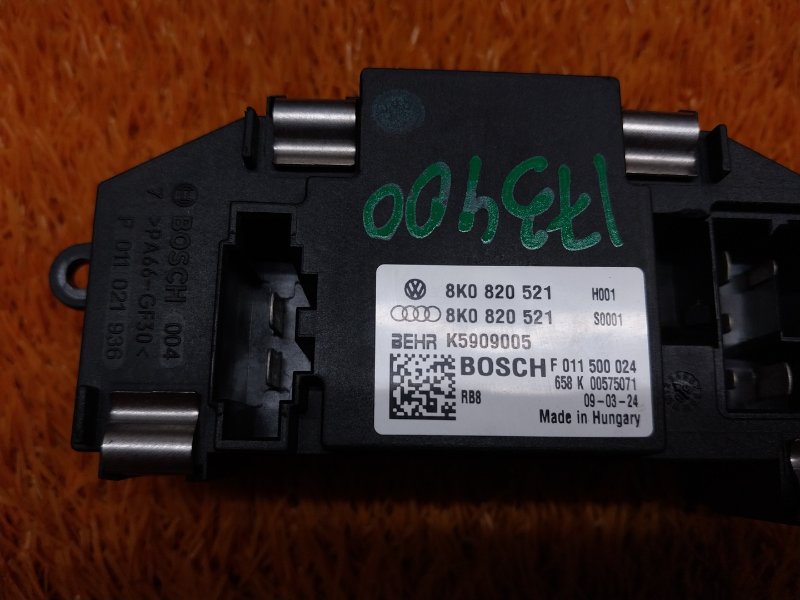 173400
8K0 820 521 H001
8K0 820 521 S0001
BEHR K5909005
BOSCH F 011 500 024
658 K 00575071
RB8 09-03-24
Made in Hungary
BOSCH 004
7 >PA66-GF30<
F 011 021 936